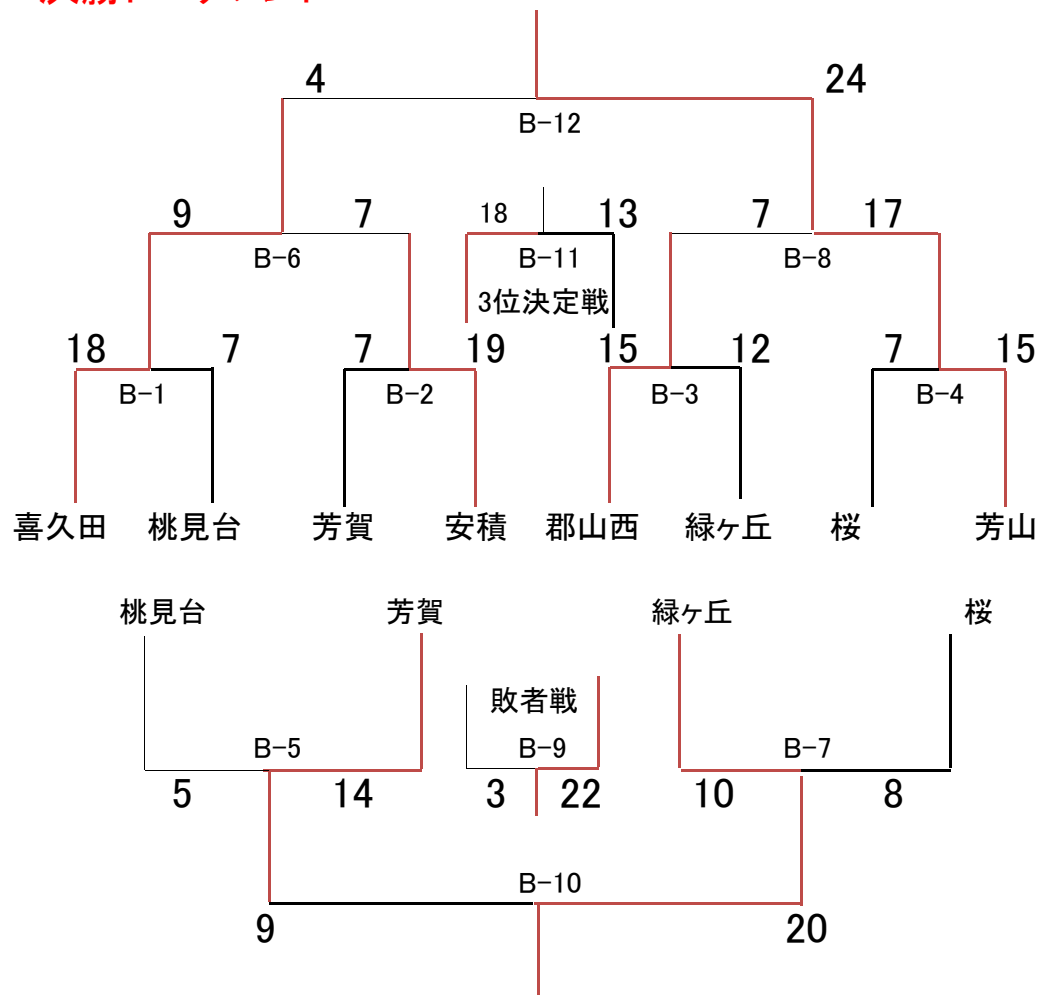 4 24
B-12
9 7 18 13 7 17
B-6 B-11 B-8
3位決定戦
18 7 7 19 15 12 7 15
B-1 B-2 B-3 B-4
喜久田 桃見台 芳賀 安積 郡山西 緑ヶ丘 桜 芳山
桃見台 芳賀 緑ヶ丘 桜
敗者戦
B-5 B-9 B-7
5 14 3 22 10 8
B-10
9 20